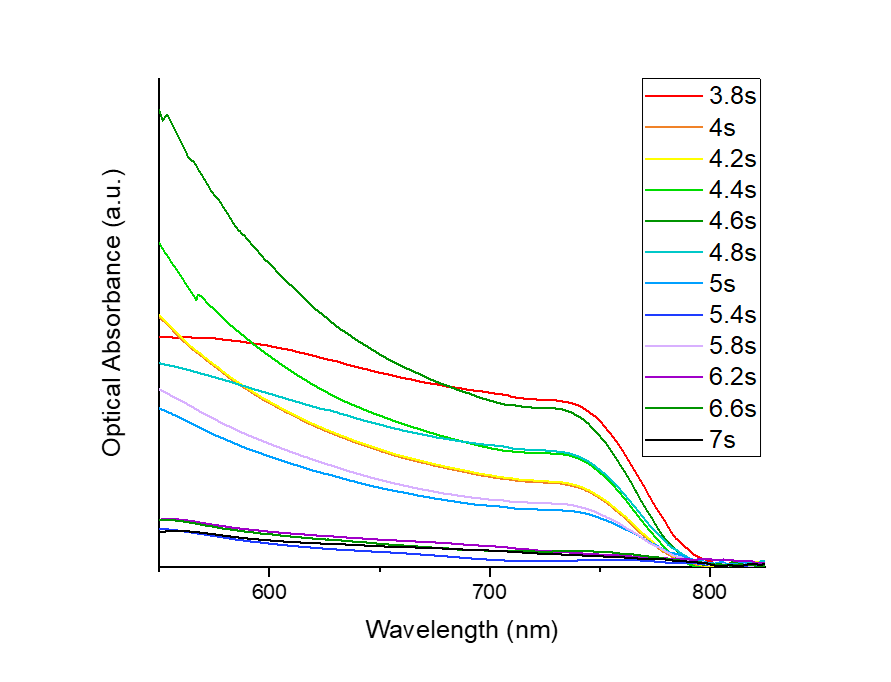 Optical Absorbance (a.u.)
3.8s
4s
4.2s
4.4s
4.6s
4.8s
5s
5.4s
5.8s
6.2s
6.6s
7s
600 700 800
Wavelength (nm)